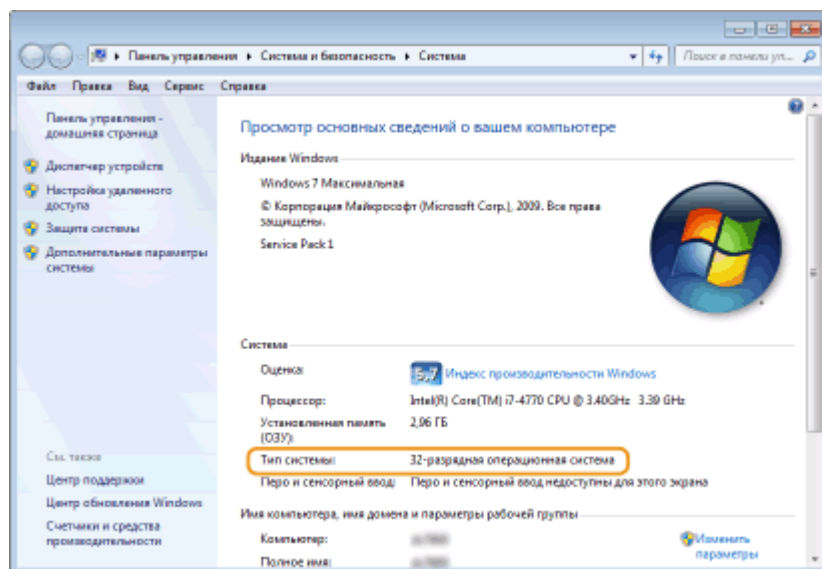 Панель управления ▸ Система и безопасность ▸ Система
Поиск в панели уп...
Файл Правка Вид Сервис Справка
Панель управления -
домашняя страница
Диспетчер устройств
Настройка удаленного
доступа
Защита системы
Дополнительные параметры
системы
См. также
Центр поддержки
Центр обновления Windows
Счетчики и средства
производительности
Просмотр основных сведений о вашем компьютере
Издание Windows
Windows 7 Максимальная
© Корпорация Майкрософт (Microsoft Corp.), 2009. Все права
защищены.
Service Pack 1
Система
Оценка: 5,7 Индекс производительности Windows
Процессор: Intel(R) Core(TM) i7-4770 CPU @ 3.40GHz 3.39 GHz
Установленная память 2,96 ГБ
(ОЗУ):
Тип системы: 32-разрядная операционная система
Перо и сенсорный ввод: Перо и сенсорный ввод недоступны для этого экрана
Имя компьютера, имя домена и параметры рабочей группы
Компьютер:
Изменить
параметры
Полное имя: